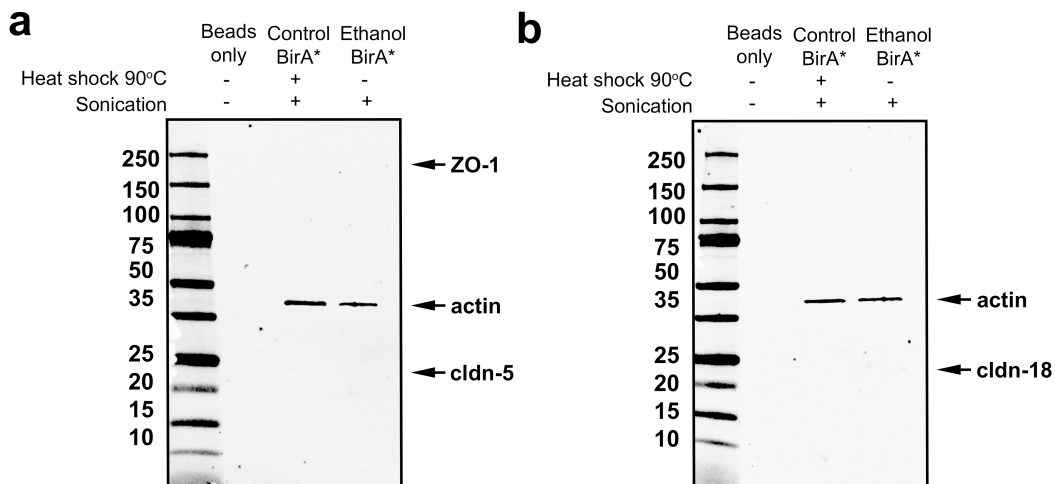 a
Beads only Control BirA* Ethanol BirA*
Heat shock 90°C - + -
Sonication - + +
250
150
100
75
50
35
25
20
15
10
ZO-1
actin
cldn-5
b
Beads only Control BirA* Ethanol BirA*
Heat shock 90°C - + -
Sonication - + +
250
150
100
75
50
35
25
20
15
10
actin
cldn-18